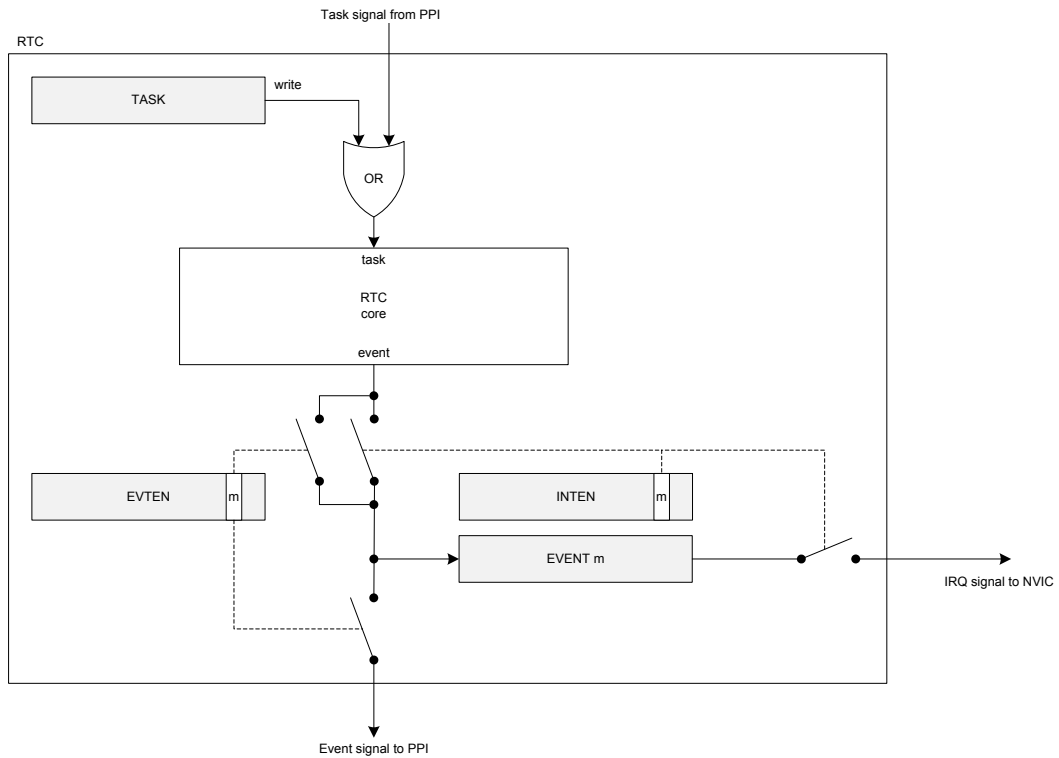 Task signal from PPI
RTC
write
TASK
OR
task
RTC
core
event
EVTEN
m
INTEN
m
EVENT m
IRQ signal to NVIC
Event signal to PPI